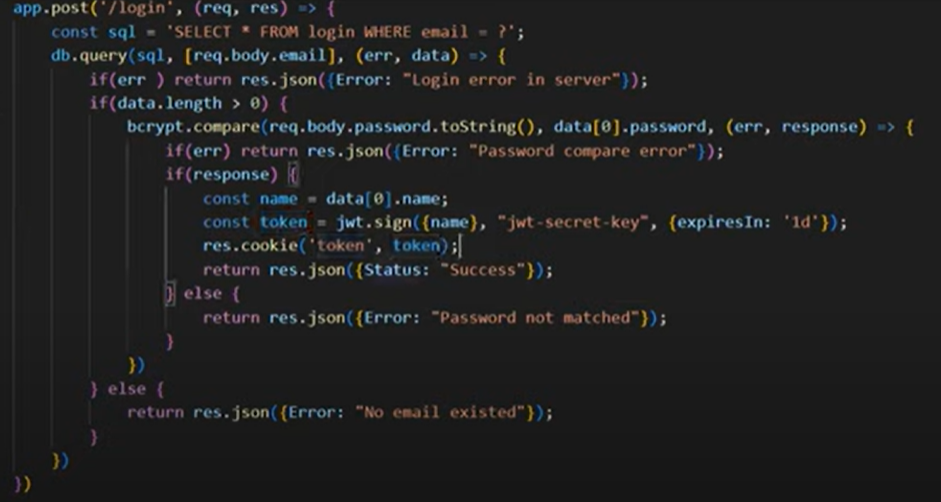 app.post('/login', (req, res) => {
const sql = 'SELECT * FROM login WHERE email = ?';
db.query(sql, [req.body.email], (err, data) => {
if(err ) return res.json({Error: "Login error in server"});
if(data.length > 0) {
bcrypt.compare(req.body.password.toString(), data[0].password, (err, response) => {
if(err) return res.json({Error: "Password compare error"});
if(response) {
const name = data[0].name;
const token = jwt.sign({name}, "jwt-secret-key", {expiresIn: '1d'});
res.cookie('token', token);
return res.json({Status: "Success"});
} else {
return res.json({Error: "Password not matched"});
}
})
} else {
return res.json({Error: "No email existed"});
}
})
})